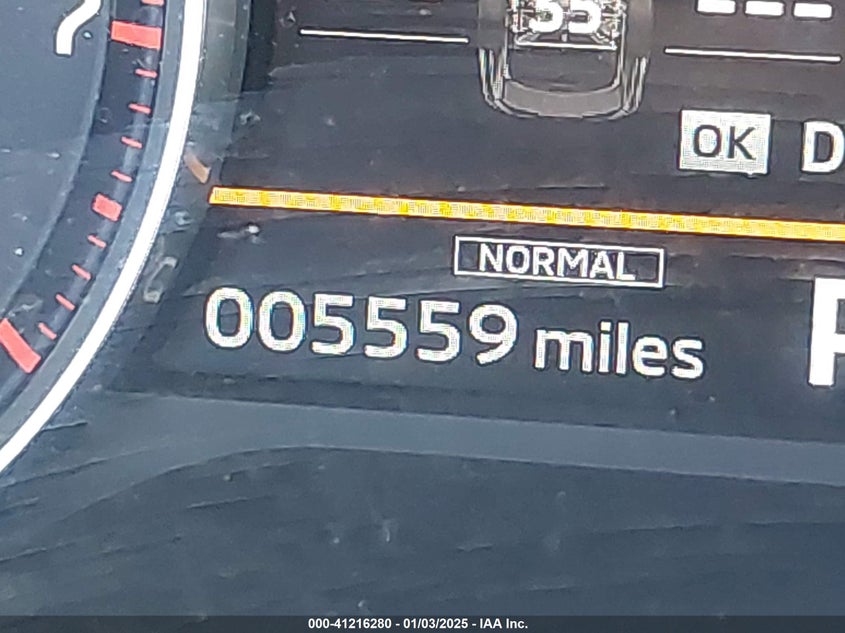 55
---
OK D
NORMAL
005559 miles
P
000-41216280 - 01/03/2025 - IAA Inc.